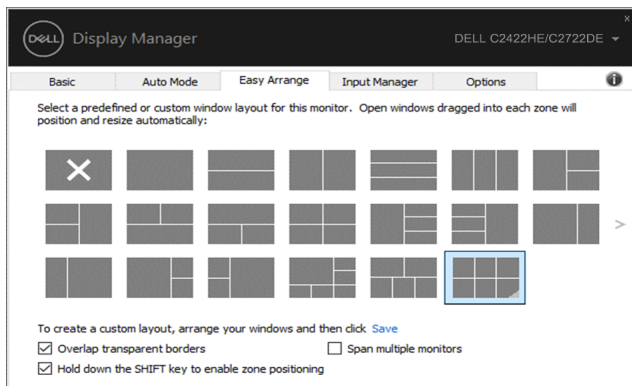 DELL Display Manager DELL C2422HE/C2722DE
Basic Auto Mode Easy Arrange Input Manager Options
Select a predefined or custom window layout for this monitor. Open windows dragged into each zone will
position and resize automatically:
To create a custom layout, arrange your windows and then click Save
Overlap transparent borders Span multiple monitors
Hold down the SHIFT key to enable zone positioning